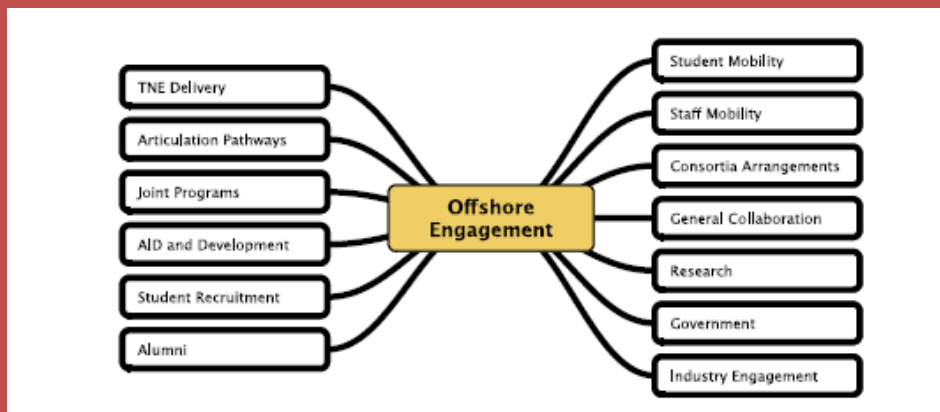 TNE Delivery
Articulation Pathways
Joint Programs
AID and Development
Student Recruitment
Alumni
Offshore
Engagement
Student Mobility
Staff Mobility
Consortia Arrangements
General Collaboration
Research
Government
Industry Engagement